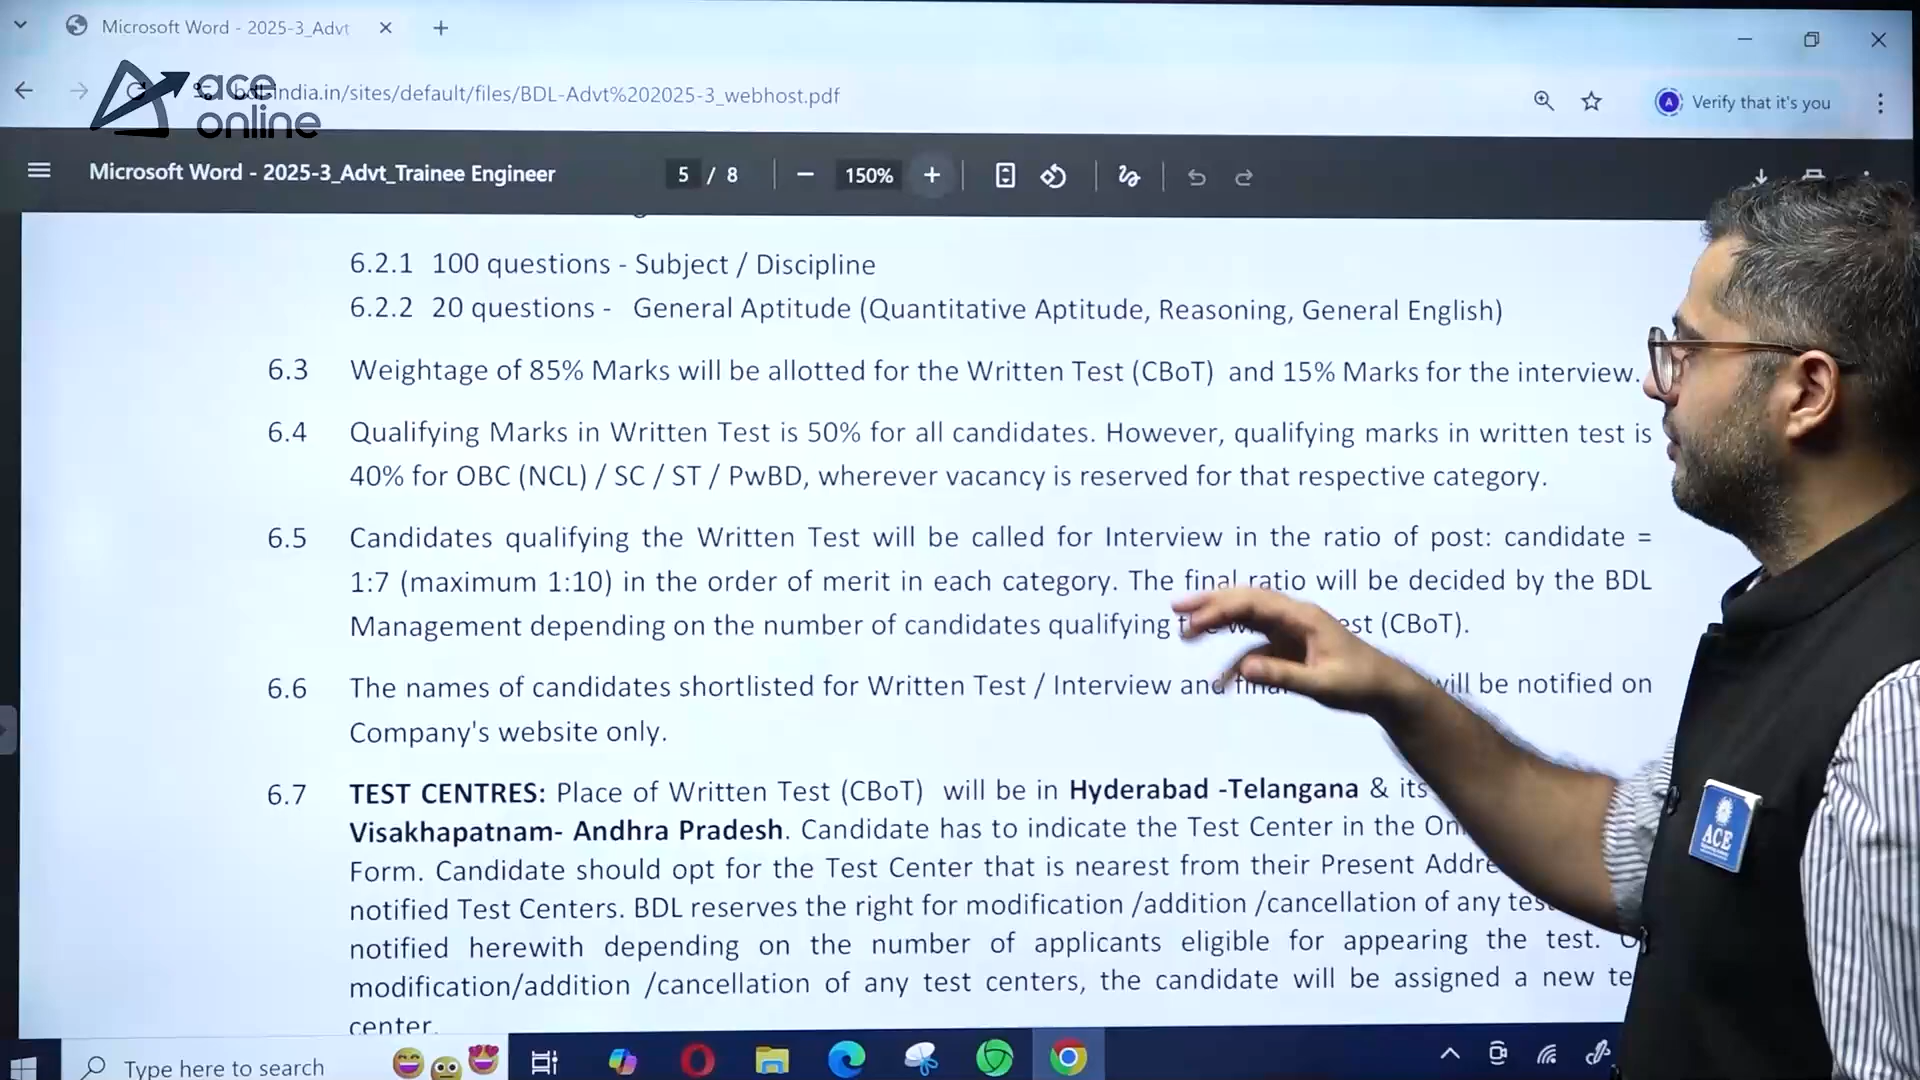 Microsoft Word - 2025-3_Advt
ace
online
bdl-india.in/sites/default/files/BDL-Advt%202025-3_webhost.pdf
A
Verify that it's you
Microsoft Word - 2025-3_Advt_Trainee Engineer
5 / 8
150%
6.2.1 100 questions - Subject / Discipline
6.2.2 20 questions - General Aptitude (Quantitative Aptitude, Reasoning, General English)
6.3 Weightage of 85% Marks will be allotted for the Written Test (CBoT) and 15% Marks for the interview.
6.4 Qualifying Marks in Written Test is 50% for all candidates. However, qualifying marks in written test is
40% for OBC (NCL) / SC / ST / PwBD, wherever vacancy is reserved for that respective category.
6.5 Candidates qualifying the Written Test will be called for Interview in the ratio of post: candidate =
1:7 (maximum 1:10) in the order of merit in each category. The final ratio will be decided by the BDL
Management depending on the number of candidates qualifying (CBoT).
6.6 The names of candidates shortlisted for Written Test / Interview and will be notified on
Company's website only.
6.7 TEST CENTRES: Place of Written Test (CBoT) will be in Hyderabad -Telangana & its
Visakhapatnam- Andhra Pradesh. Candidate has to indicate the Test Center in the
Form. Candidate should opt for the Test Center that is nearest from their Present
notified Test Centers. BDL reserves the right for modification /addition /cancellation of any
notified herewith depending on the number of applicants eligible for appearing the test.
modification/addition /cancellation of any test centers, the candidate will be assigned a new
center.
ACE
Type here to search